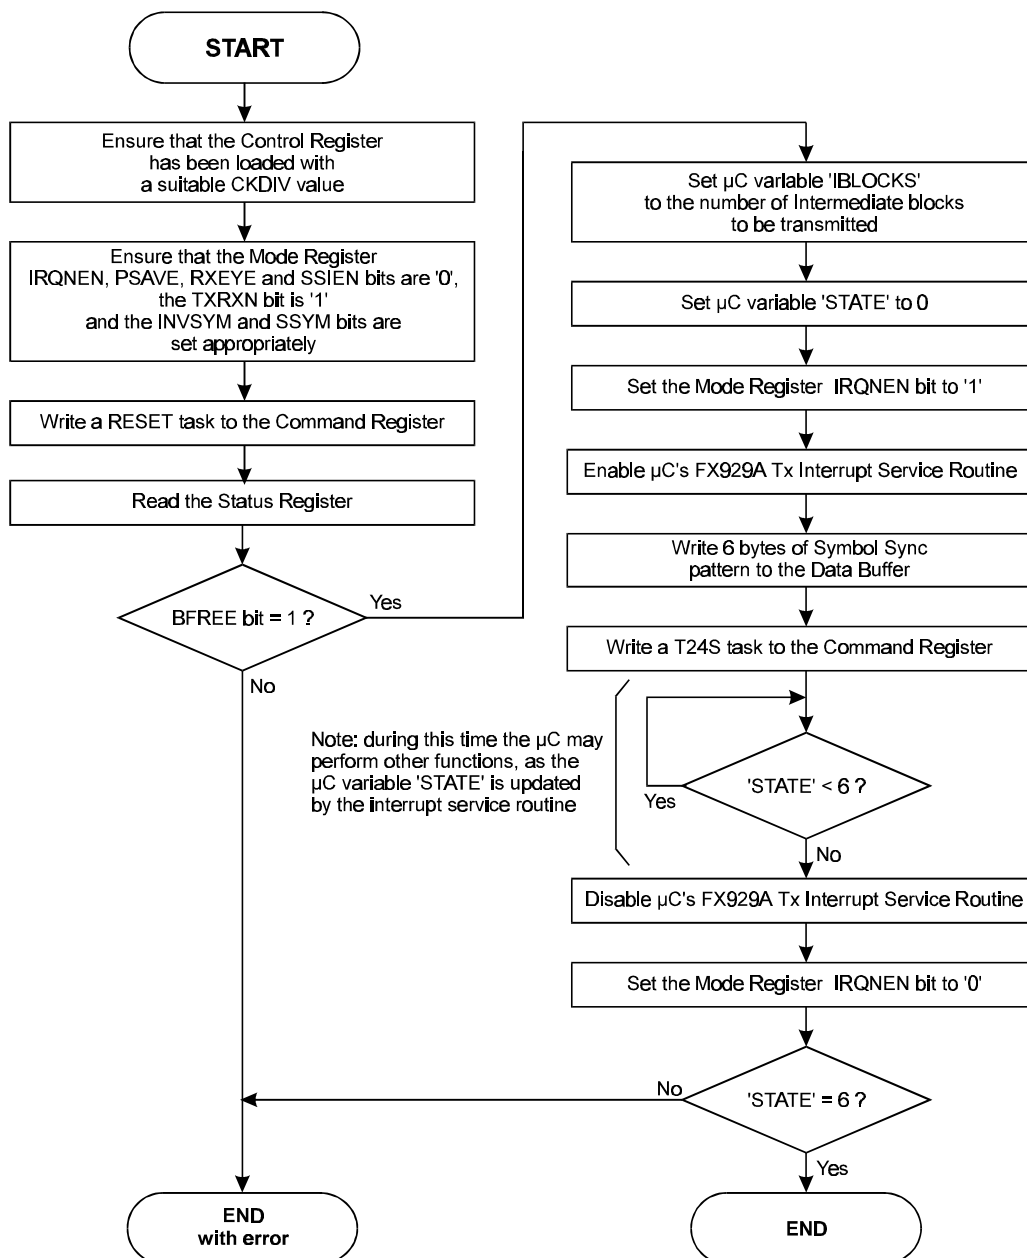 START
Ensure that the Control Register
has been loaded with
a suitable CKDIV value
Ensure that the Mode Register
IRQNEN, PSAVE, RXEYE and SSIEN bits are '0',
the TXRXN bit is '1'
and the INVSYM and SSYM bits are
set appropriately
Write a RESET task to the Command Register
Read the Status Register
BFREE bit = 1 ?
Yes
No
Set µC variable 'IBLOCKS'
to the number of Intermediate blocks
to be transmitted
Set µC variable 'STATE' to 0
Set the Mode Register IRQNEN bit to '1'
Enable µC's FX929A Tx Interrupt Service Routine
Write 6 bytes of Symbol Sync
pattern to the Data Buffer
Write a T24S task to the Command Register
Note: during this time the µC may
perform other functions, as the
µC variable 'STATE' is updated
by the interrupt service routine
'STATE' < 6 ?
Yes
No
Disable µC's FX929A Tx Interrupt Service Routine
Set the Mode Register IRQNEN bit to '0'
'STATE' = 6 ?
No
Yes
END
with error
END